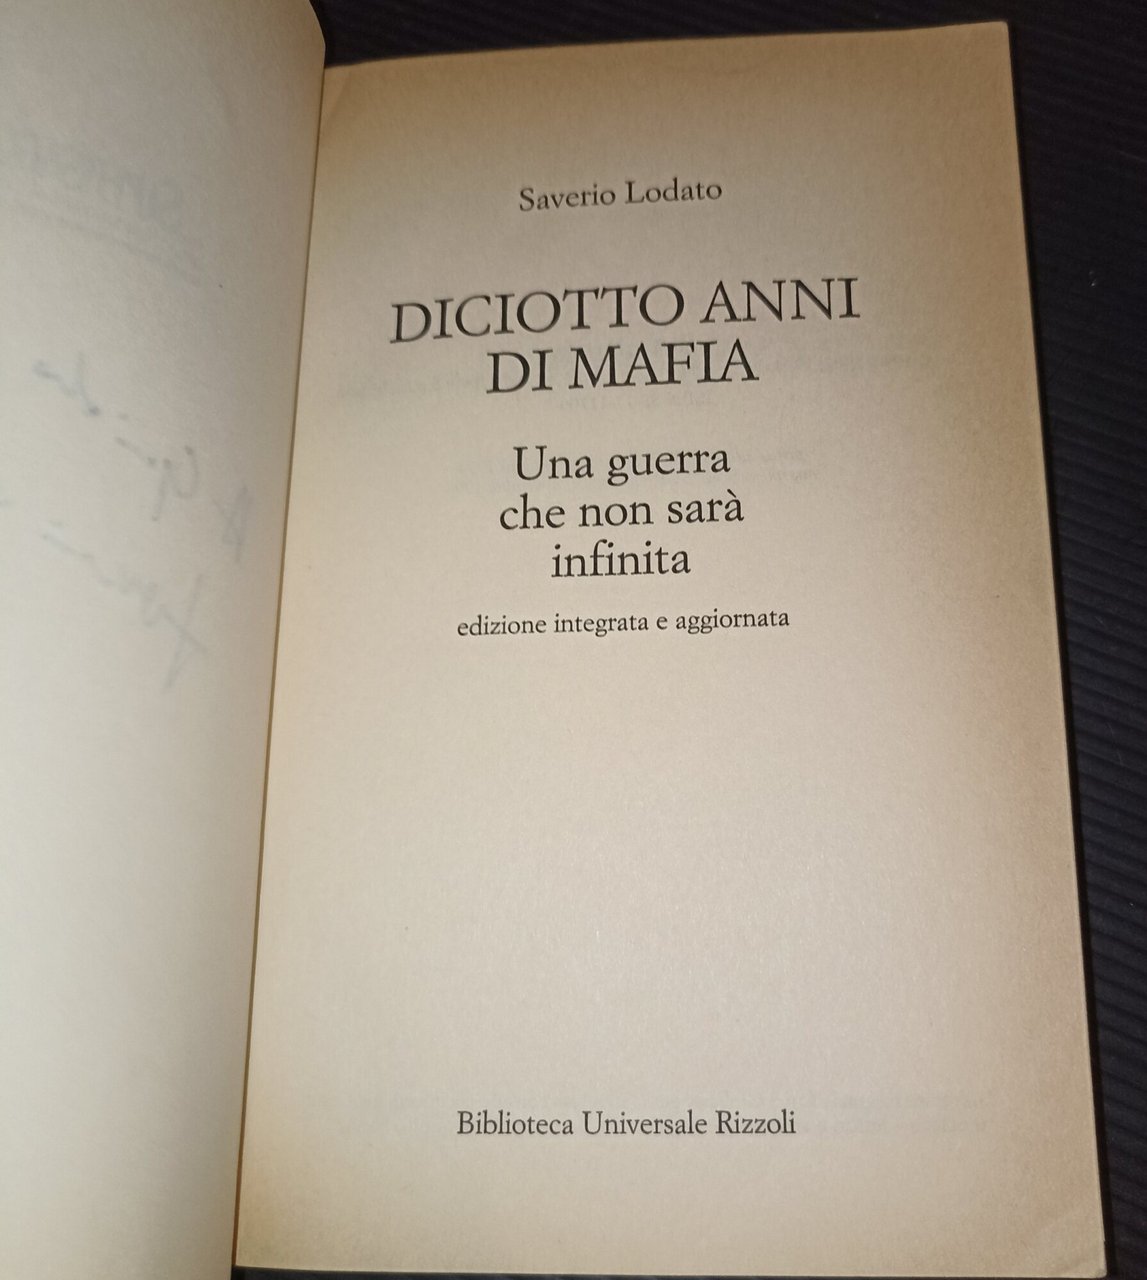 Saverio Lodato
DICIOTTO ANNI
DI MAFIA
Una guerra
che non sarà
infinita
edizione integrata e aggiornata
Biblioteca Universale Rizzoli